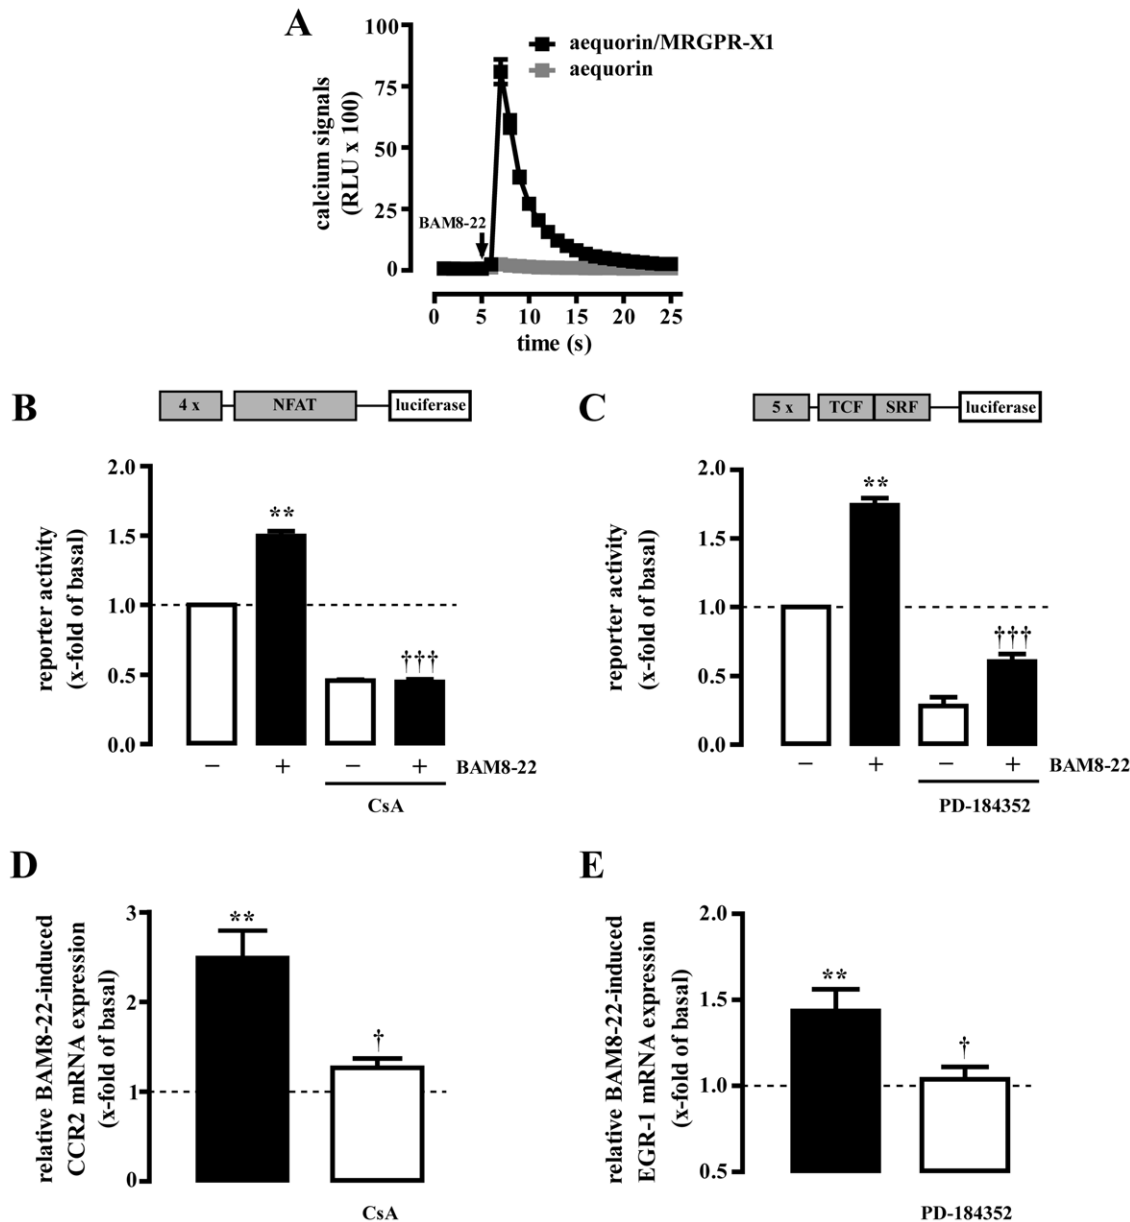 A
aequorin/MRGPR-X1
aequorin
calcium signals
(RLU x 100)
100
75
50
25
0
BAM8-22
0 5 10 15 20 25
time (s)
B
4 x NFAT luciferase
reporter activity
(x-fold of basal)
2.0
1.5
1.0
0.5
0.0
**
†††
− + − + BAM8-22
CsA
C
5 x TCF SRF luciferase
reporter activity
(x-fold of basal)
2.0
1.5
1.0
0.5
0.0
**
†††
− + − + BAM8-22
PD-184352
D
relative BAM8-22-induced
CCR2 mRNA expression
(x-fold of basal)
3
2
1
0
**
†
CsA
E
relative BAM8-22-induced
EGR-1 mRNA expression
(x-fold of basal)
2.0
1.5
1.0
0.5
**
†
PD-184352